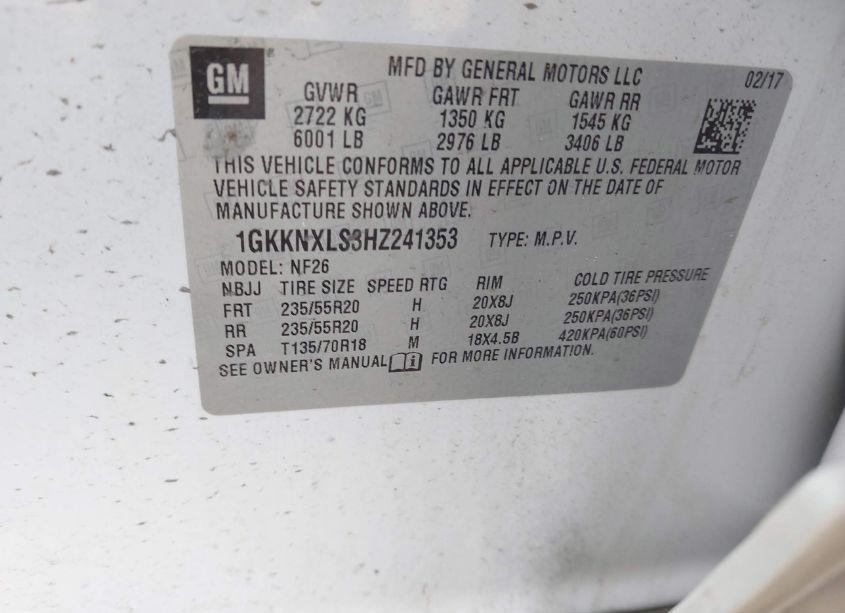 GM
MFD BY GENERAL MOTORS LLC 02/17
GVWR GAWR FRT GAWR RR
2722 KG 1350 KG 1545 KG
6001 LB 2976 LB 3406 LB
THIS VEHICLE CONFORMS TO ALL APPLICABLE U.S. FEDERAL MOTOR
VEHICLE SAFETY STANDARDS IN EFFECT ON THE DATE OF
MANUFACTURE SHOWN ABOVE.
1GKKNXLS3HZ241353 TYPE: M.P.V.
MODEL: NF26
NBJJ TIRE SIZE SPEED RTG RIM COLD TIRE PRESSURE
FRT 235/55R20 H 20X8J 250KPA(36PSI)
RR 235/55R20 H 20X8J 250KPA(36PSI)
SPA T135/70R18 M 18X4.5B 420KPA(60PSI)
SEE OWNER'S MANUAL FOR MORE INFORMATION.